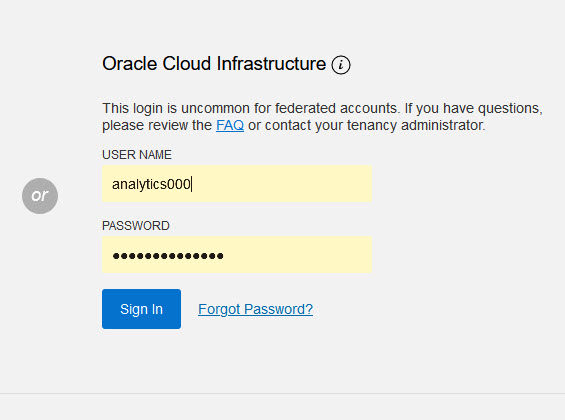 Oracle Cloud Infrastructure i
This login is uncommon for federated accounts. If you have questions,
please review the FAQ or contact your tenancy administrator.
USER NAME
or
analytics000
PASSWORD
••••••••••••••
Sign In Forgot Password?